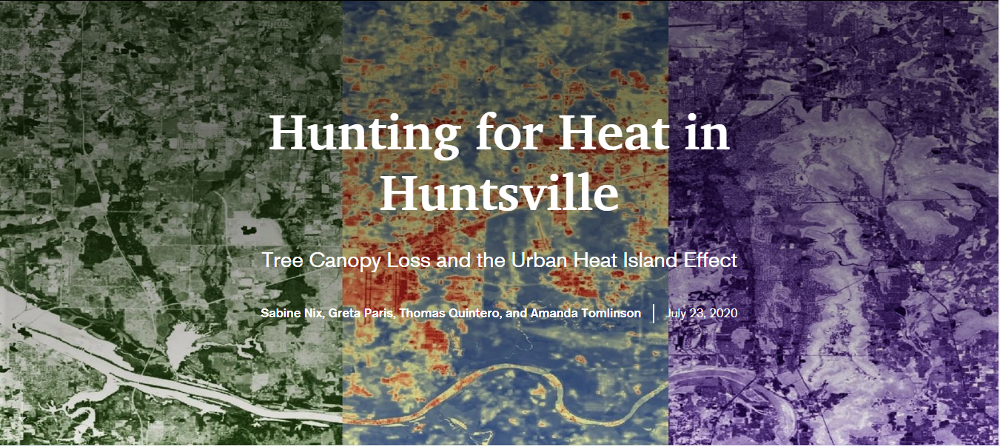 Hunting for Heat in
Huntsville
Tree Canopy Loss and the Urban Heat Island Effect
Sabine Nix, Greta Paris, Thomas Quintero, and Amanda Tomlinson | July 23, 2020